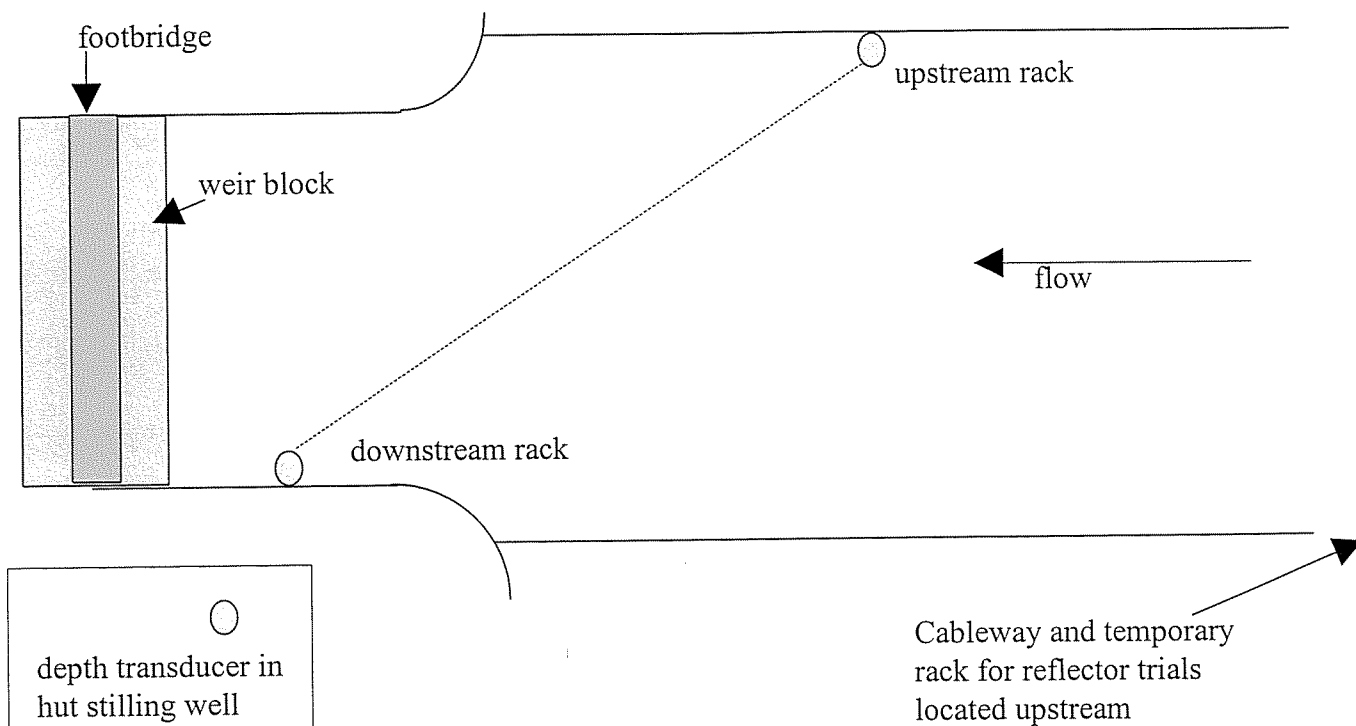 footbridge
upstream rack
weir block
flow
downstream rack
depth transducer in
hut stilling well
Cableway and temporary
rack for reflector trials
located upstream